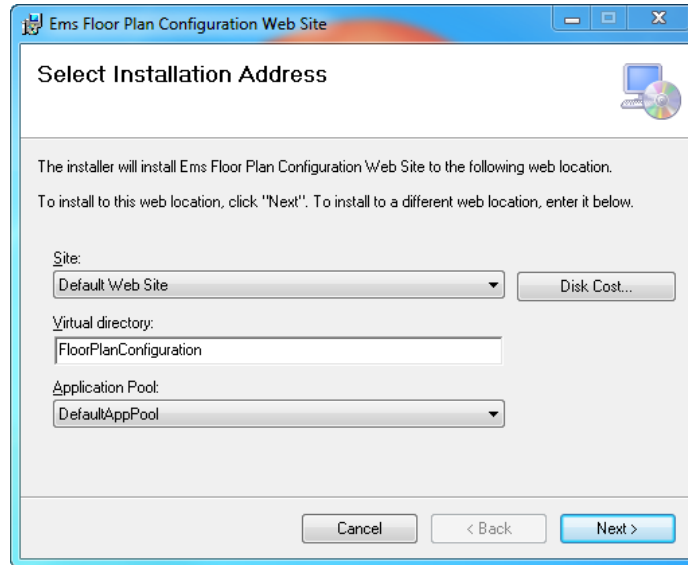 Ems Floor Plan Configuration Web Site
Select Installation Address
The installer will install Ems Floor Plan Configuration Web Site to the following web location.
To install to this web location, click "Next". To install to a different web location, enter it below.
Site:
Default Web Site
Disk Cost...
Virtual directory:
FloorPlanConfiguration
Application Pool:
DefaultAppPool
Cancel
< Back
Next >